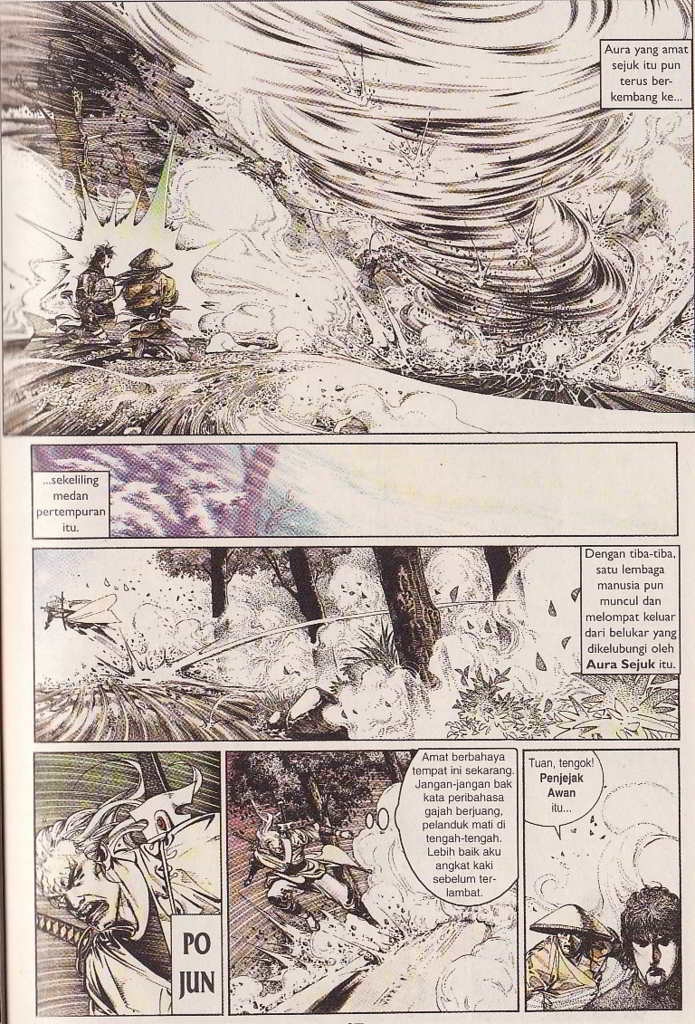 Aura yang amat
sejuk itu pun
terus ber-
kembang ke...
...sekeliling
medan
pertempuran
itu.
Dengan tiba-tiba,
satu lembaga
manusia pun
muncul dan
melompat keluar
dari belukar yang
dikelubungi oleh
Aura Sejuk itu.
PO
JUN
Amat berbahaya
tempat ini sekarang.
Jangan-jangan bak
kata peribahasa
gajah berjuang,
pelanduk mati di
tengah-tengah.
Lebih baik aku
angkat kaki
sebelum ter-
lambat.
Tuan, tengok!
Penjejak
Awan
itu...